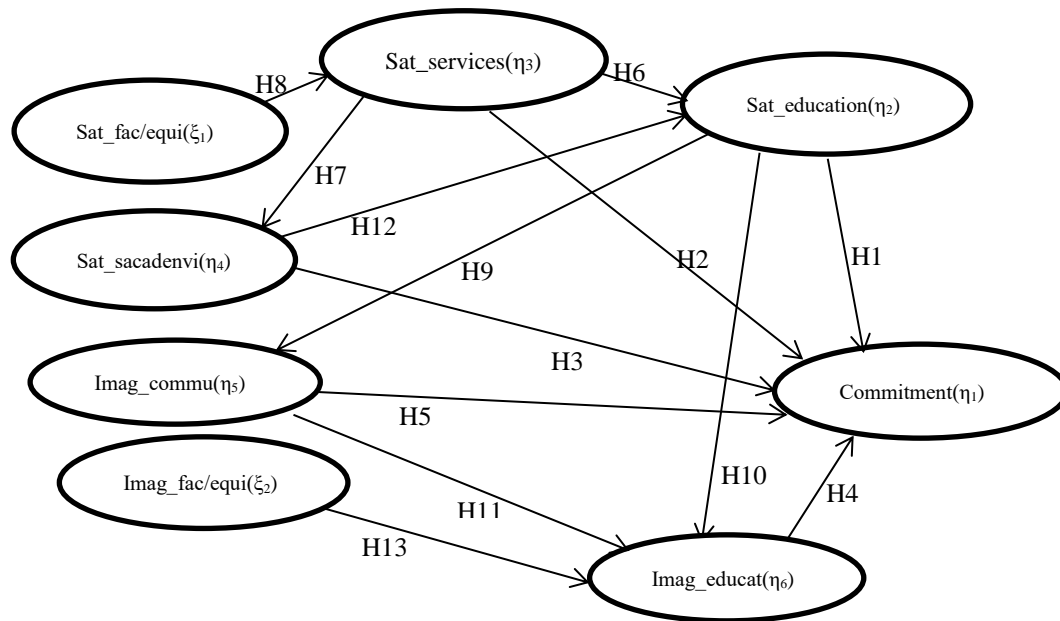 Sat_services(η3)
H8
H6
Sat_education(η2)
Sat_fac/equi(ξ1)
H7
H12
H2
H1
Sat_sacadenvi(η4)
H9
H3
Imag_commu(η5)
Commitment(η1)
H5
Imag_fac/equi(ξ2)
H10
H4
H11
H13
Imag_educat(η6)